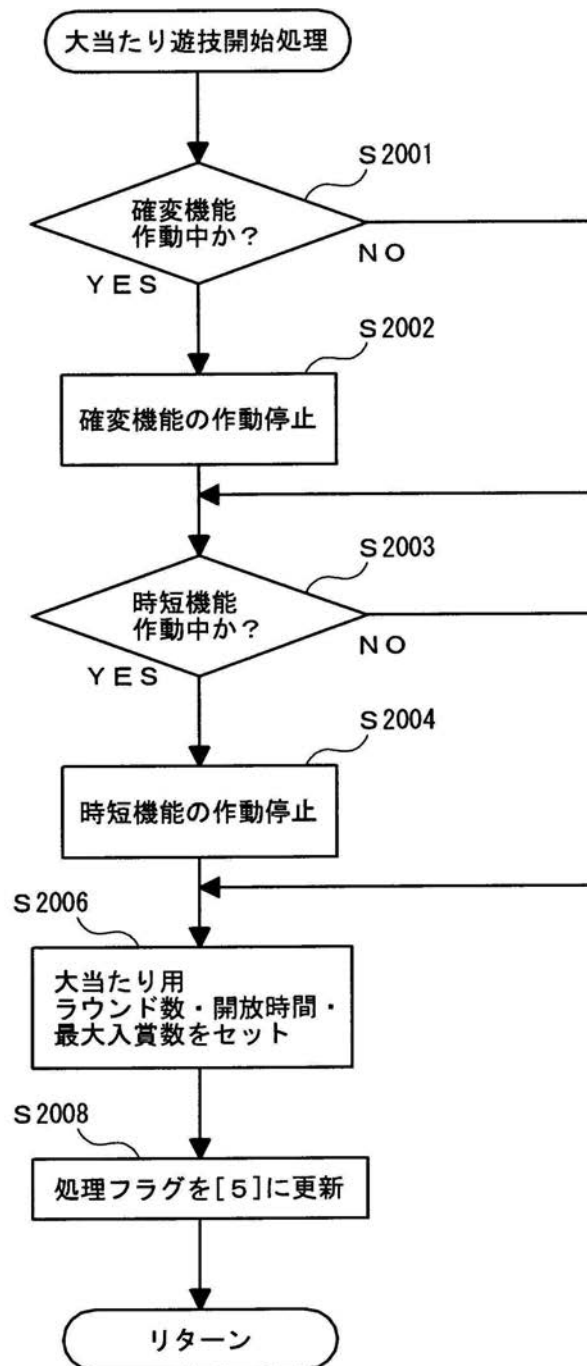 大当たり遊技開始処理
S2001
確変機能
作動中か？
NO
YES
S2002
確変機能の作動停止
S2003
時短機能
作動中か？
NO
YES
S2004
時短機能の作動停止
S2006
大当たり用
ラウンド数・開放時間・
最大入賞数をセット
S2008
処理フラグを[５]に更新
リターン